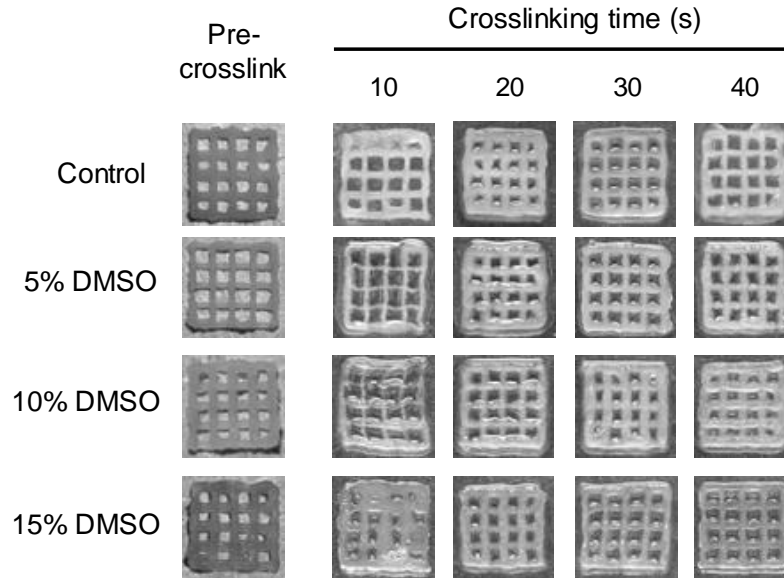 Pre-
crosslink
Crosslinking time (s)
10 20 30 40
Control
5% DMSO
10% DMSO
15% DMSO